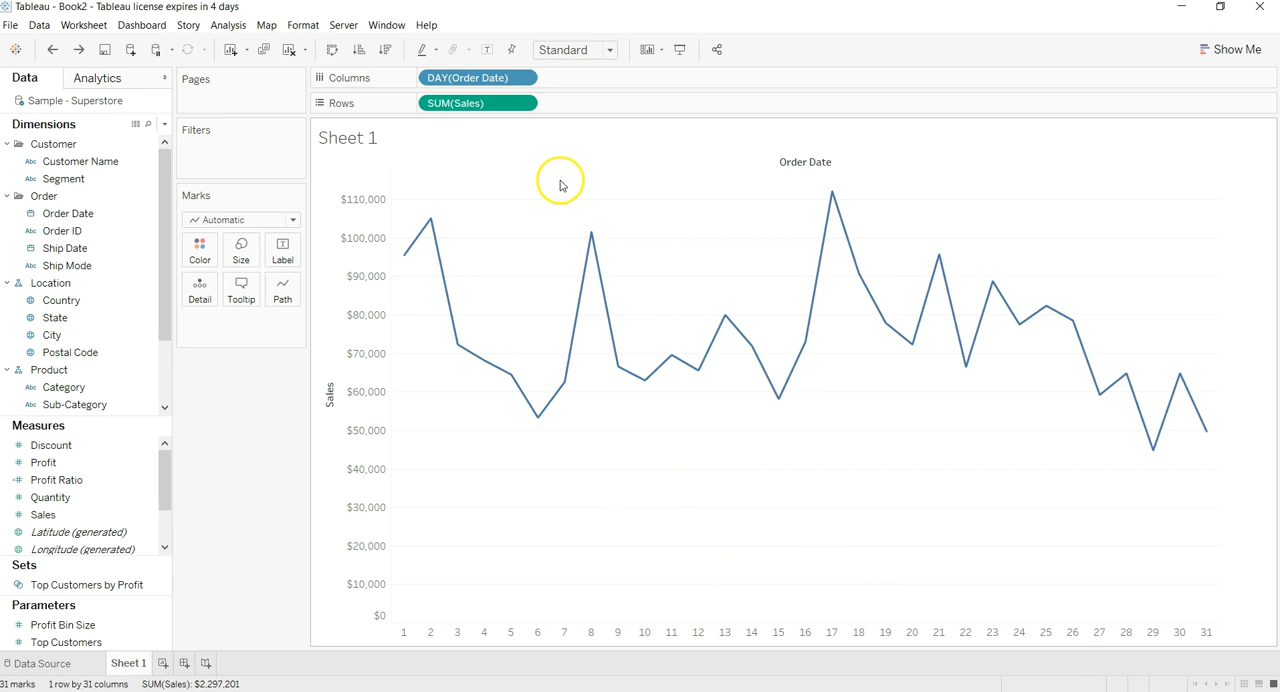 Tableau - Book2 - Tableau license expires in 4 days
File Data Worksheet Dashboard Story Analysis Map Format Server Window Help
Standard
Show Me
Data Analytics
Sample - Superstore
Dimensions
Customer
Abc Customer Name
Abc Segment
Order
Order Date
Abc Order ID
Ship Date
Abc Ship Mode
Location
Country
State
City
Postal Code
Product
Abc Category
Abc Sub-Category
Measures
# Discount
# Profit
=# Profit Ratio
# Quantity
# Sales
Latitude (generated)
Longitude (generated)
Sets
Top Customers by Profit
Parameters
# Profit Bin Size
# Top Customers
Pages
Filters
Marks
Automatic
Color Size Label
Detail Tooltip Path
Columns DAY(Order Date)
Rows SUM(Sales)
Sheet 1
Order Date
$110,000
$100,000
$90,000
$80,000
$70,000
$60,000
$50,000
$40,000
$30,000
$20,000
$10,000
$0
Sales
1 2 3 4 5 6 7 8 9 10 11 12 13 14 15 16 17 18 19 20 21 22 23 24 25 26 27 28 29 30 31
Data Source Sheet 1
31 marks 1 row by 31 columns SUM(Sales): $2,297,201